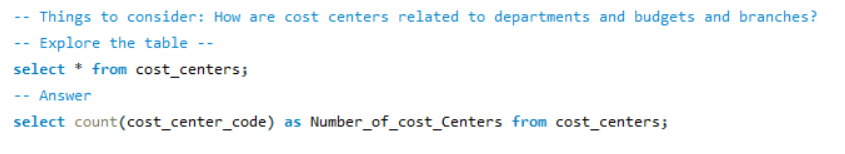 -- Things to consider: How are cost centers related to departments and budgets and branches?
-- Explore the table --
select * from cost_centers;
-- Answer
select count(cost_center_code) as Number_of_cost_Centers from cost_centers;